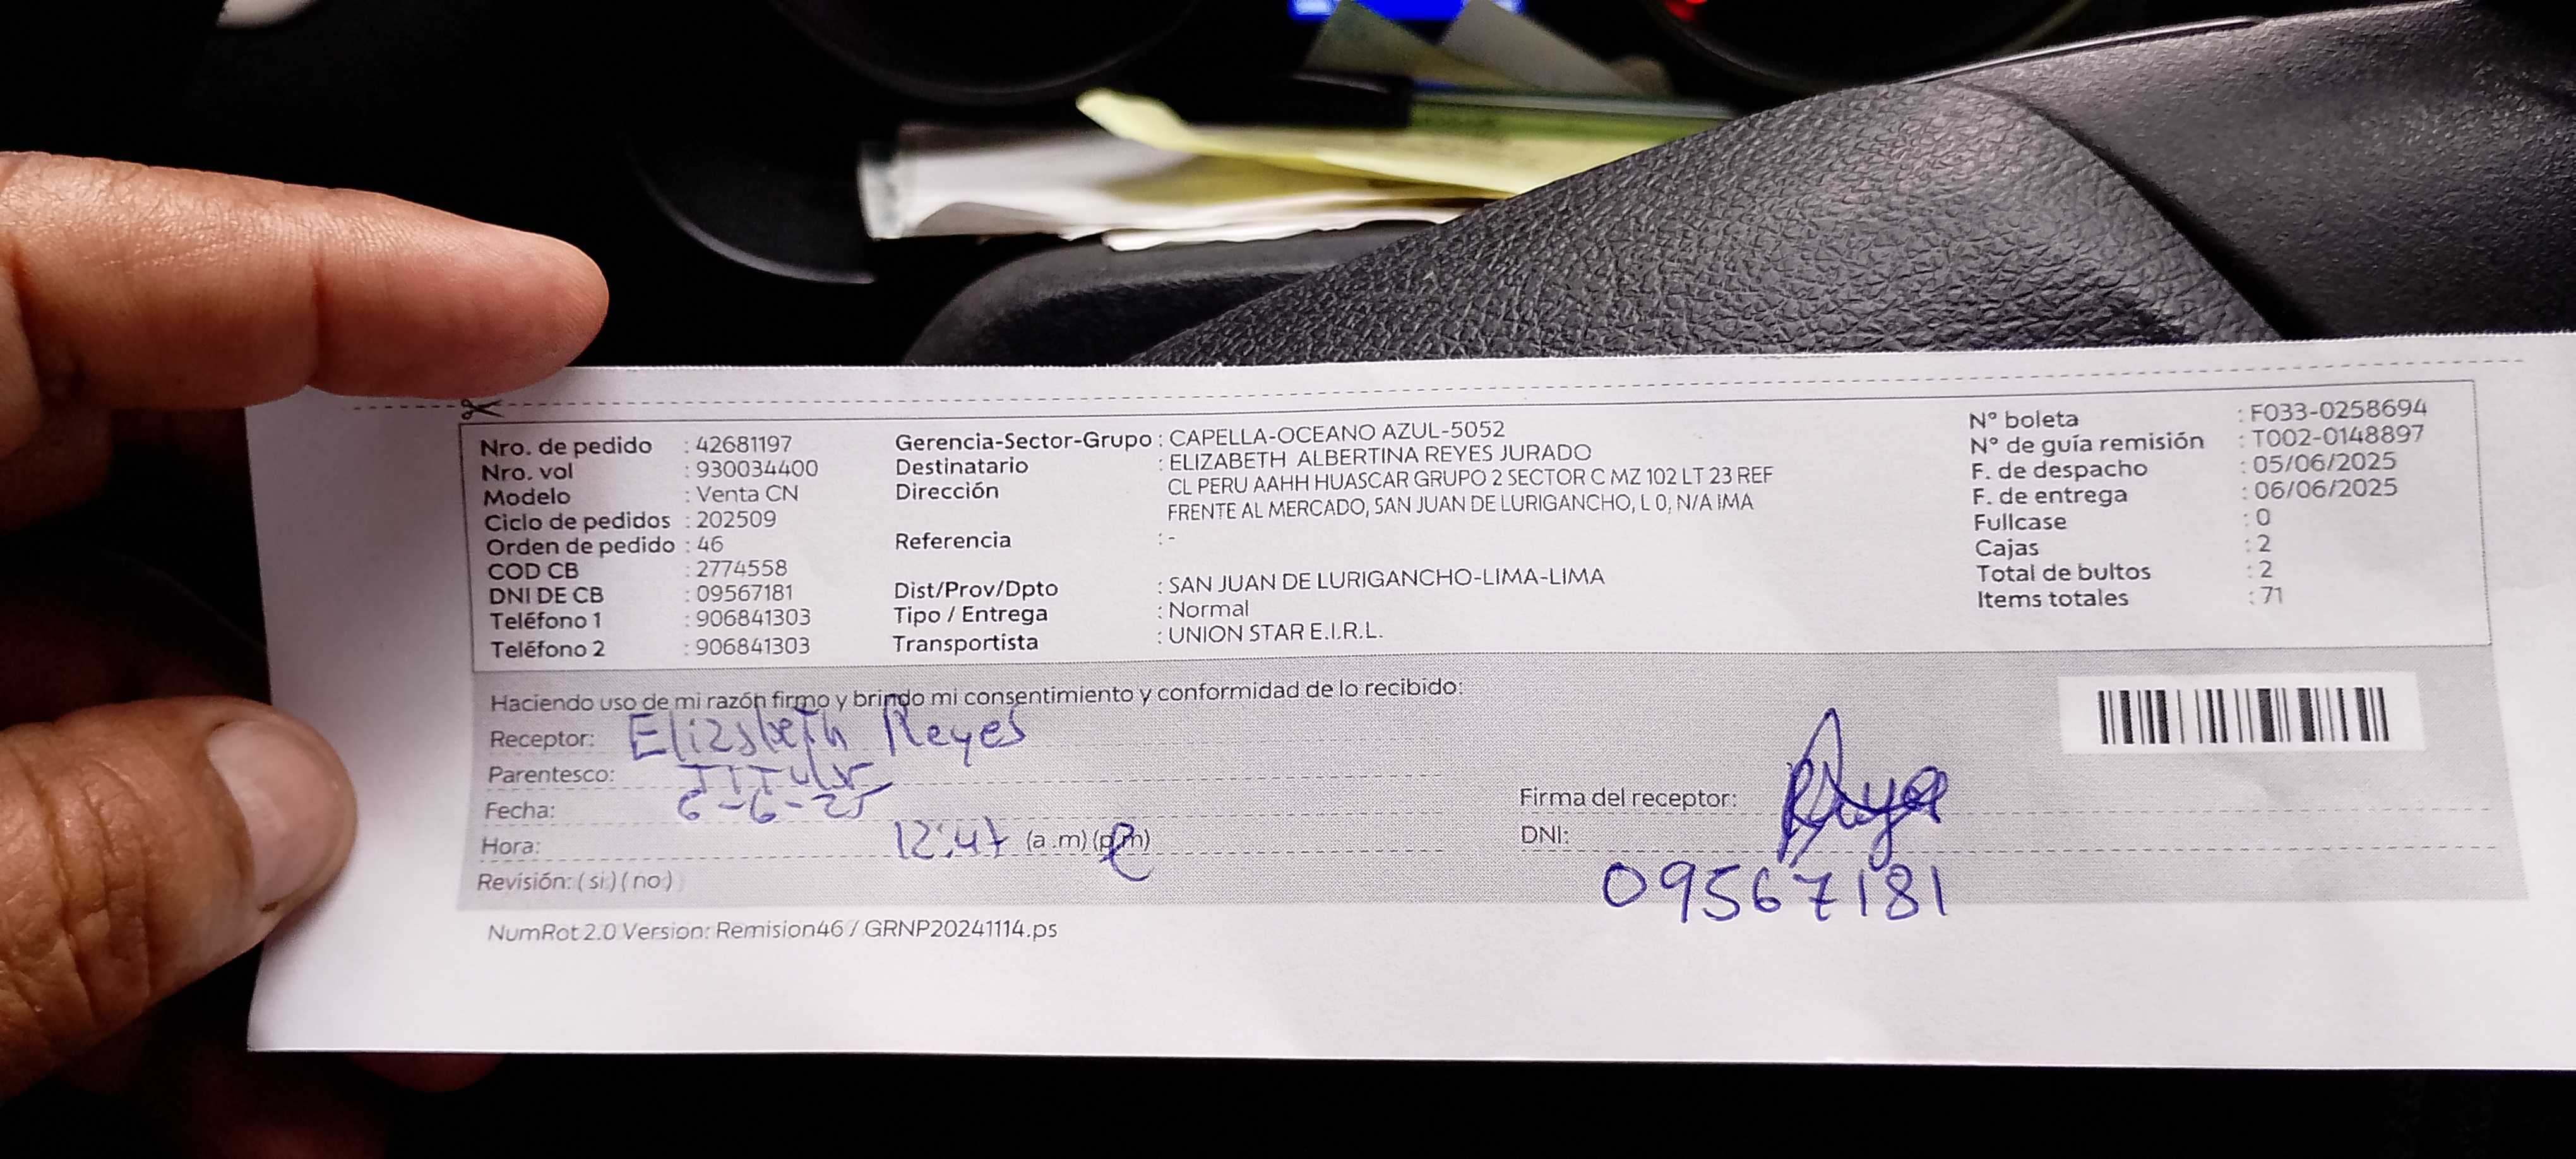 Nro. de pedido : 42681197
Nro. vol : 930034400
Modelo : Venta CN
Ciclo de pedidos : 202509
Orden de pedido : 46
COD CB : 2774558
DNI DE CB : 09567181
Teléfono 1 : 906841303
Teléfono 2 : 906841303
Gerencia-Sector-Grupo : CAPELLA-OCEANO AZUL-5052
Destinatario : ELIZABETH ALBERTINA REYES JURADO
Dirección CL PERU AAHH HUASCAR GRUPO 2 SECTOR C MZ 102 LT 23 REF
FRENTE AL MERCADO, SAN JUAN DE LURIGANCHO, L 0, N/A IMA
Referencia : -
Dist/Prov/Dpto : SAN JUAN DE LURIGANCHO-LIMA-LIMA
Tipo / Entrega : Normal
Transportista : UNION STAR E.I.R.L.
N° boleta : F033-0258694
N° de guía remisión : T002-0148897
F. de despacho : 05/06/2025
F. de entrega : 06/06/2025
Fullcase : 0
Cajas : 2
Total de bultos : 2
Items totales : 71
Haciendo uso de mi razón firmo y brindo mi consentimiento y conformidad de lo recibido:
Receptor: Elizabeth Reyes
Parentesco: TITular
Fecha: 6-6-25
Hora: 12:47 (a.m) (p.m)
Revisión: (si) (no)
Firma del receptor: Reyes
DNI: 09567181
NumRot 2.0 Version: Remision46 / GRNP20241114.ps